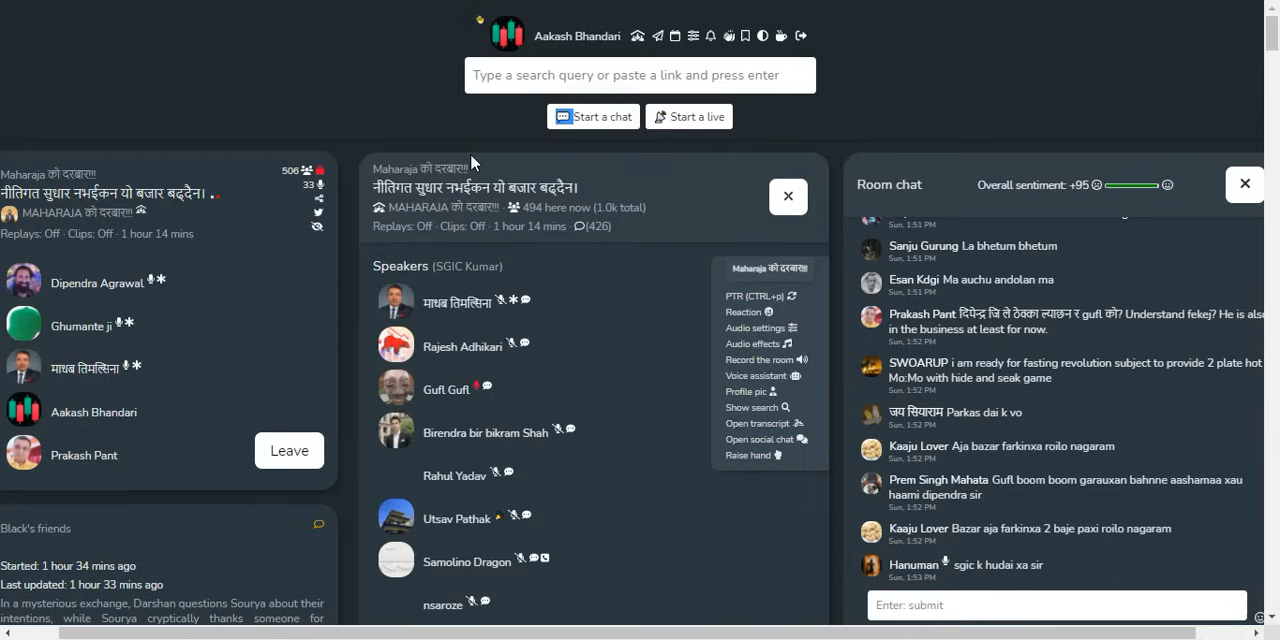 Aakash Bhandari
Type a search query or paste a link and press enter
Start a chat
Start a live
Maharaja को दरबार!!!
506
नीतिगत सुधार नभईकन यो बजार बढ्दैन। ..
33
MAHARAJA को दरबार!!!
Replays: Off · Clips: Off · 1 hour 14 mins
Dipendra Agrawal
Ghumante ji
माधब तिमल्सिना
Aakash Bhandari
Prakash Pant
Leave
Black's friends
Started: 1 hour 34 mins ago
Last updated: 1 hour 33 mins ago
In a mysterious exchange, Darshan questions Sourya about their
intentions, while Sourya cryptically thanks someone for
Maharaja को दरबार!!!
नीतिगत सुधार नभईकन यो बजार बढ्दैन।
MAHARAJA को दरबार!!! · 494 here now (1.0k total)
Replays: Off · Clips: Off · 1 hour 14 mins · (426)
Speakers (SGIC Kumar)
माधब तिमल्सिना
Rajesh Adhikari
Gufl Gufl
Birendra bir bikram Shah
Rahul Yadav
Utsav Pathak
Samolino Dragon
nsaroze
Maharaja को दरबार!!!
PTR (CTRL+p)
Reaction
Audio settings
Audio effects
Record the room
Voice assistant
Profile pic
Show search
Open transcript
Open social chat
Raise hand
Room chat
Overall sentiment: +95
Sun, 1:51 PM
Sanju Gurung La bhetum bhetum
Sun, 1:51 PM
Esan Kdgi Ma auchu andolan ma
Sun, 1:51 PM
Prakash Pant दिपेन्द्र जि ले ठेक्का ल्याछन र gufl को? Understand fekej? He is also
in the business at least for now.
Sun, 1:52 PM
SWOARUP i am ready for fasting revolution subject to provide 2 plate hot
Mo:Mo with hide and seak game
Sun, 1:52 PM
जय सियाराम Parkas dai k vo
Sun, 1:52 PM
Kaaju Lover Aja bazar farkinxa roilo nagaram
Sun, 1:52 PM
Prem Singh Mahata Gufl boom boom garauxan bahnne aashamaa xau
haami dipendra sir
Sun, 1:52 PM
Kaaju Lover Bazar aja farkinxa 2 baje paxi roilo nagaram
Sun, 1:52 PM
Hanuman sgic k hudai xa sir
Sun, 1:53 PM
Enter: submit